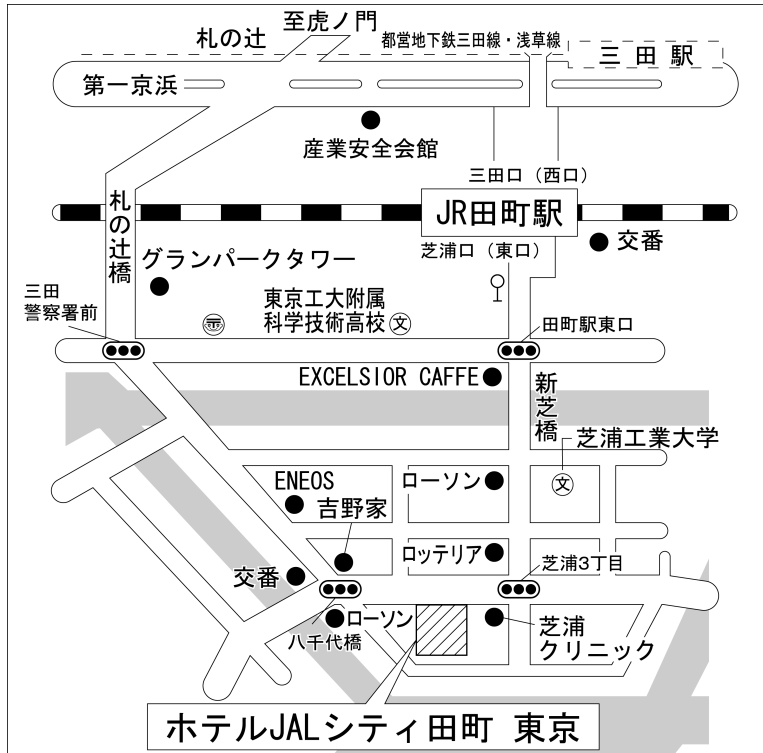 至虎ノ門
札の辻
都営地下鉄三田線・浅草線
三田駅
第一京浜
産業安全会館
三田口（西口）
JR田町駅
札の辻橋
芝浦口（東口）
交番
グランパークタワー
三田
警察署前
東京工大附属
科学技術高校
文
田町駅東口
EXCELSIOR CAFFE
新芝橋
芝浦工業大学
文
ENEOS
ローソン
吉野家
ロッテリア
芝浦3丁目
交番
ローソン
八千代橋
芝浦
クリニック
ホテルJALシティ田町 東京